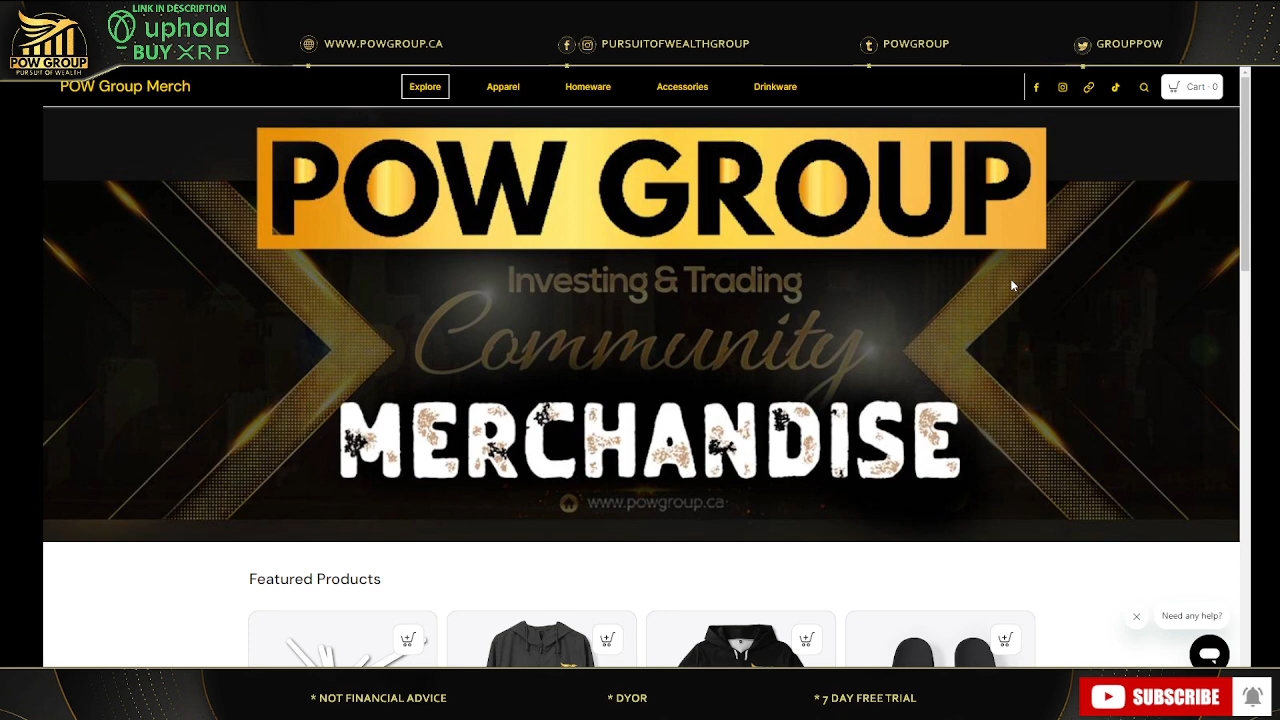 LINK IN DESCRIPTION
uphold
BUY XRP
POW GROUP
PURSUIT OF WEALTH
WWW.POWGROUP.CA
PURSUITOFWEALTHGROUP
POWGROUP
GROUPPOW
POW Group Merch
Explore
Apparel
Homeware
Accessories
Drinkware
Cart · 0
POW GROUP
Investing & Trading
Community
MERCHANDISE
www.powgroup.ca
Featured Products
Need any help?
* NOT FINANCIAL ADVICE
* DYOR
* 7 DAY FREE TRIAL
SUBSCRIBE